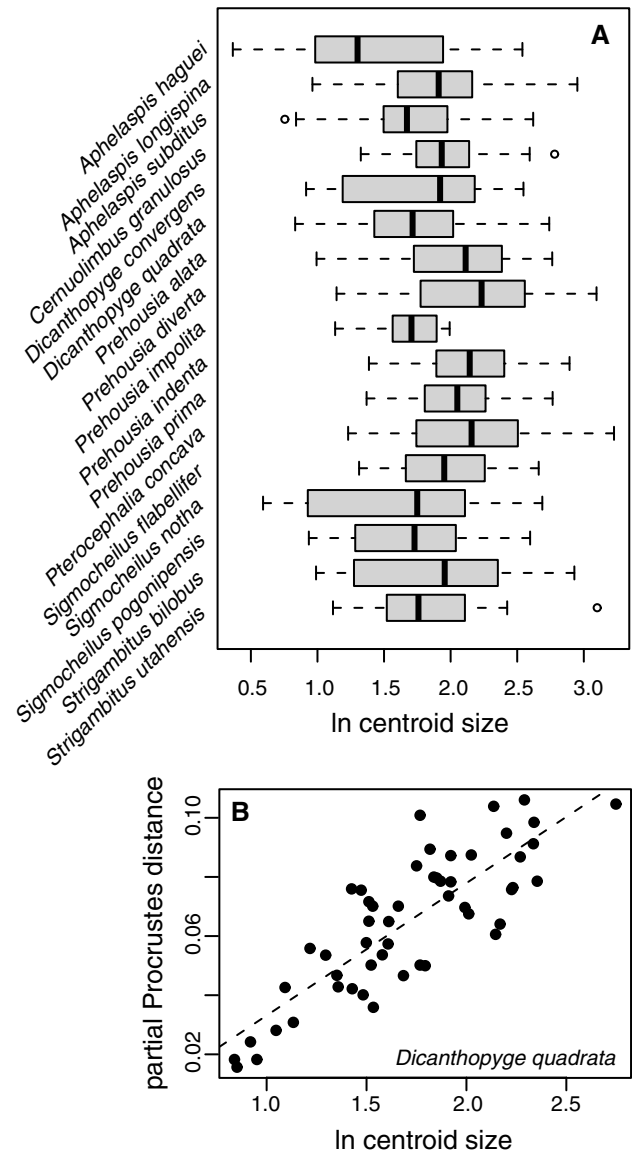 A
Aphelaspis haguei
Aphelaspis longispina
Aphelaspis subditus
Cernuolimbus granulosus
Dicanthopyge convergens
Dicanthopyge quadrata
Prehousia alata
Prehousia diverta
Prehousia impolita
Prehousia indenta
Prehousia prima
Pterocephalia concava
Sigmocheilus flabellifer
Sigmocheilus notha
Sigmocheilus pogonipensis
Strigambitus bilobus
Strigambitus utahensis
0.5 1.0 1.5 2.0 2.5 3.0
ln centroid size
B
partial Procrustes distance
0.10
0.06
0.02
Dicanthopyge quadrata
1.0 1.5 2.0 2.5
ln centroid size